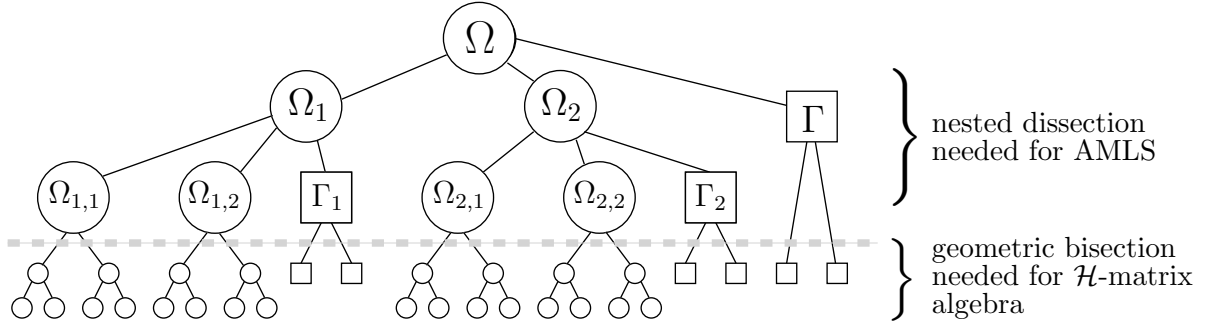 Ω
Ω₁
Ω₂
Γ
nested dissection
needed for AMLS
Ω₁,₁
Ω₁,₂
Γ₁
Ω₂,₁
Ω₂,₂
Γ₂
geometric bisection
needed for ℋ-matrix
algebra